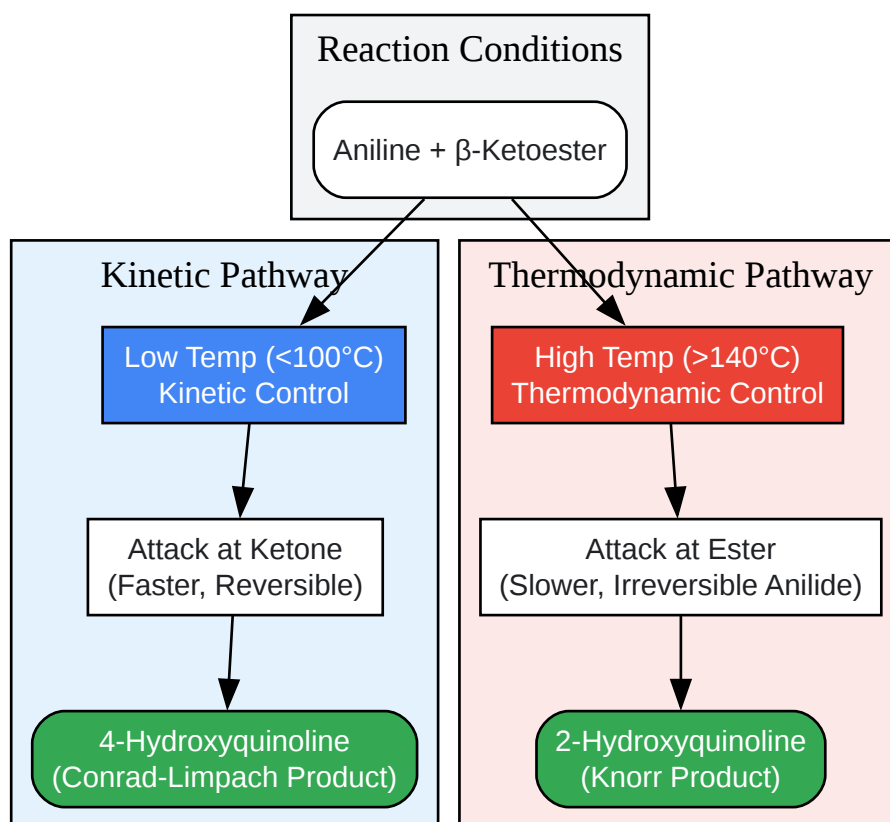 Reaction Conditions
Aniline + β-Ketoester
Kinetic Pathway
Low Temp (<100°C)
Kinetic Control
Attack at Ketone
(Faster, Reversible)
4-Hydroxyquinoline
(Conrad-Limpach Product)
Thermodynamic Pathway
High Temp (>140°C)
Thermodynamic Control
Attack at Ester
(Slower, Irreversible Anilide)
2-Hydroxyquinoline
(Knorr Product)